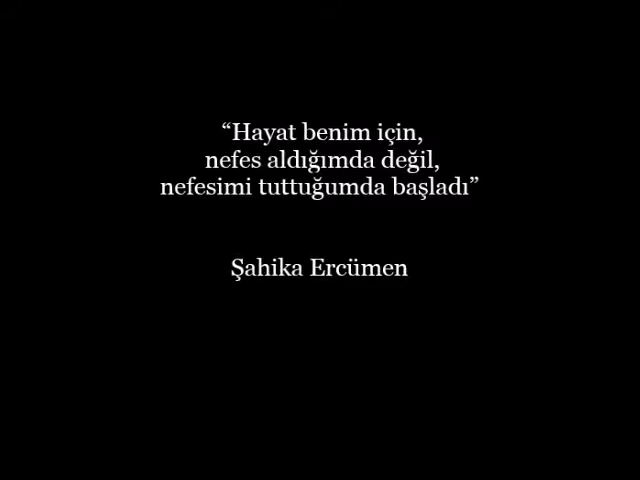 “Hayat benim için,
nefes aldığımda değil,
nefesimi tuttuğumda başladı”
Şahika Ercümen